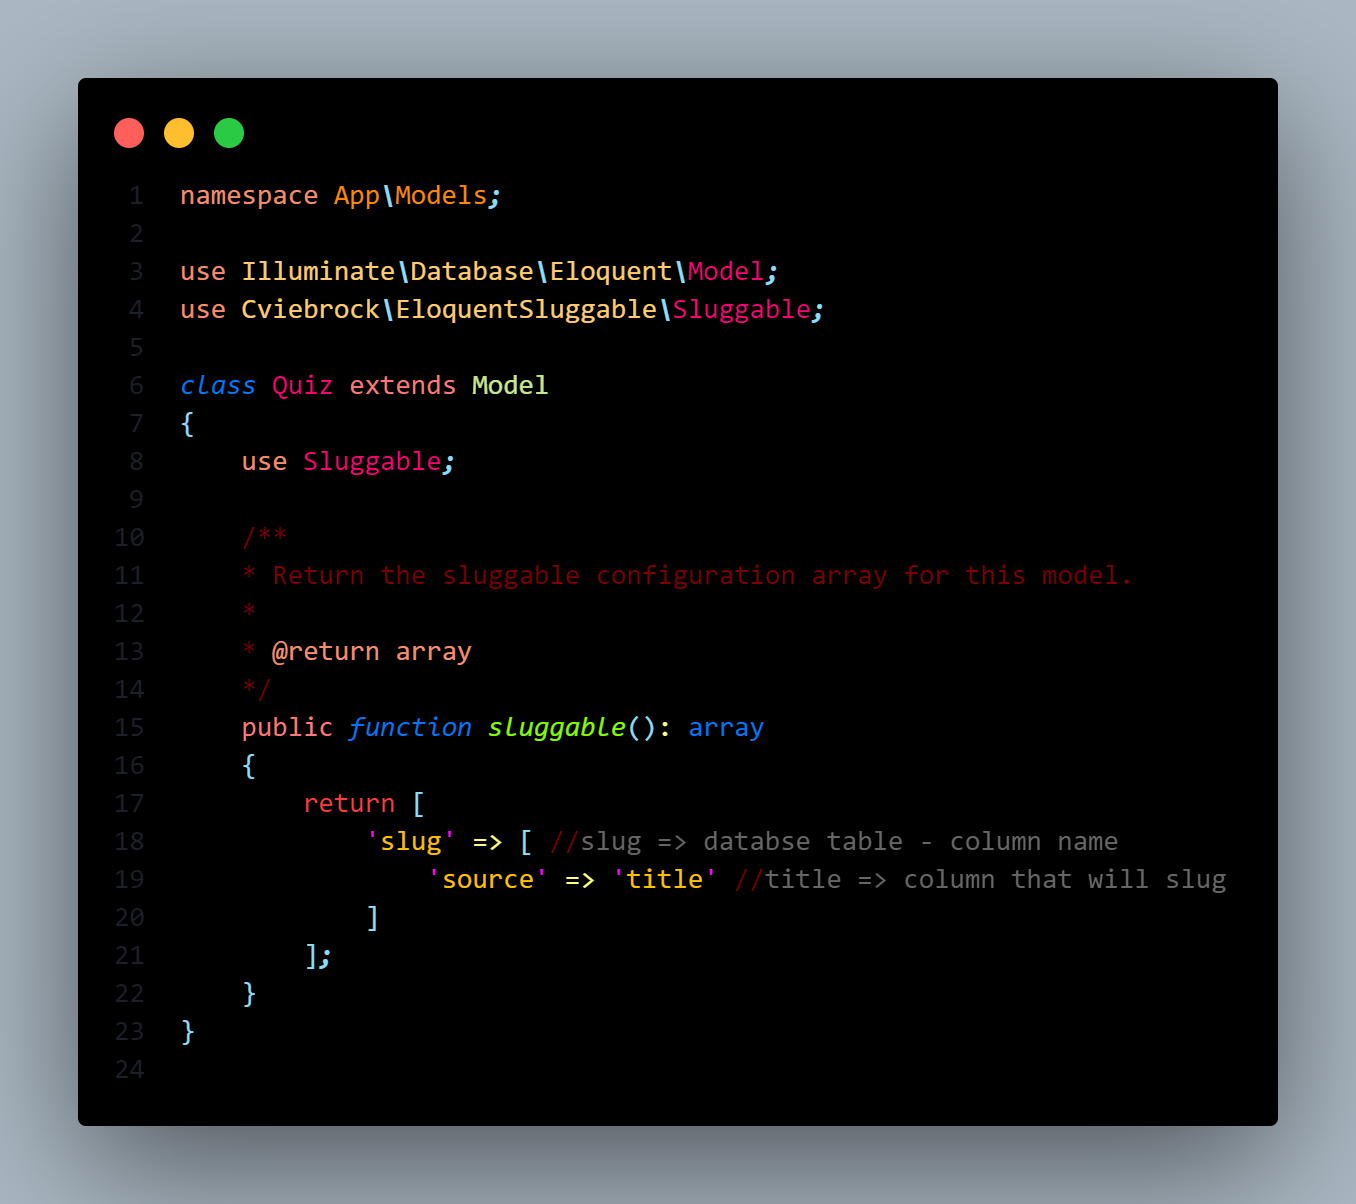 1 namespace App\Models;
2
3 use Illuminate\Database\Eloquent\Model;
4 use Cviebrock\EloquentSluggable\Sluggable;
5
6 class Quiz extends Model
7 {
8     use Sluggable;
9
10     /**
11     * Return the sluggable configuration array for this model.
12     *
13     * @return array
14     */
15     public function sluggable(): array
16     {
17         return [
18             'slug' => [ //slug => databse table - column name
19                 'source' => 'title' //title => column that will slug
20             ]
21         ];
22     }
23 }
24